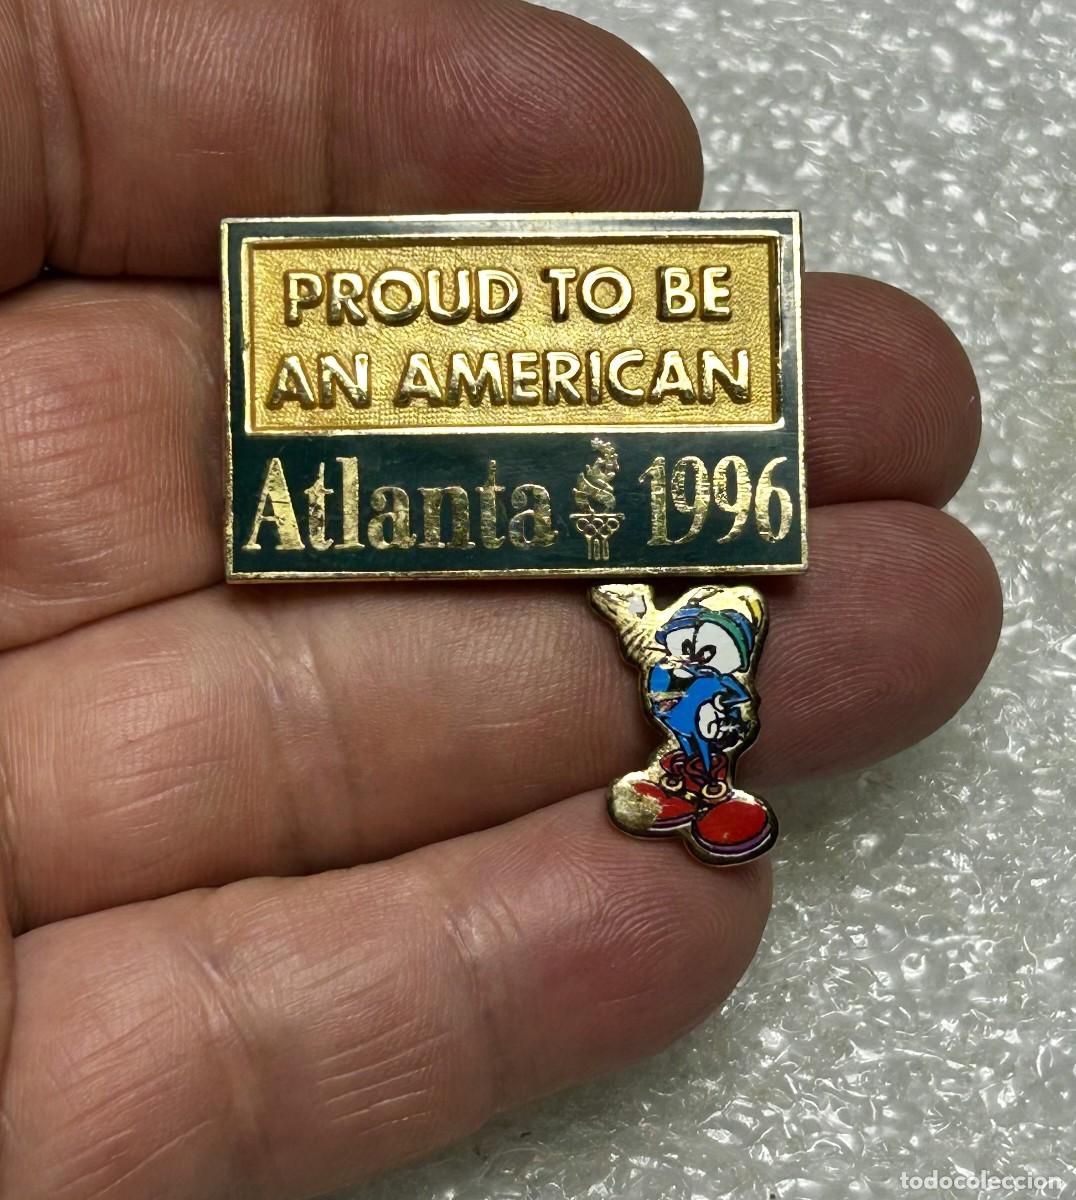 PROUD TO BE
AN AMERICAN
Atlanta 1996
todocoleccion